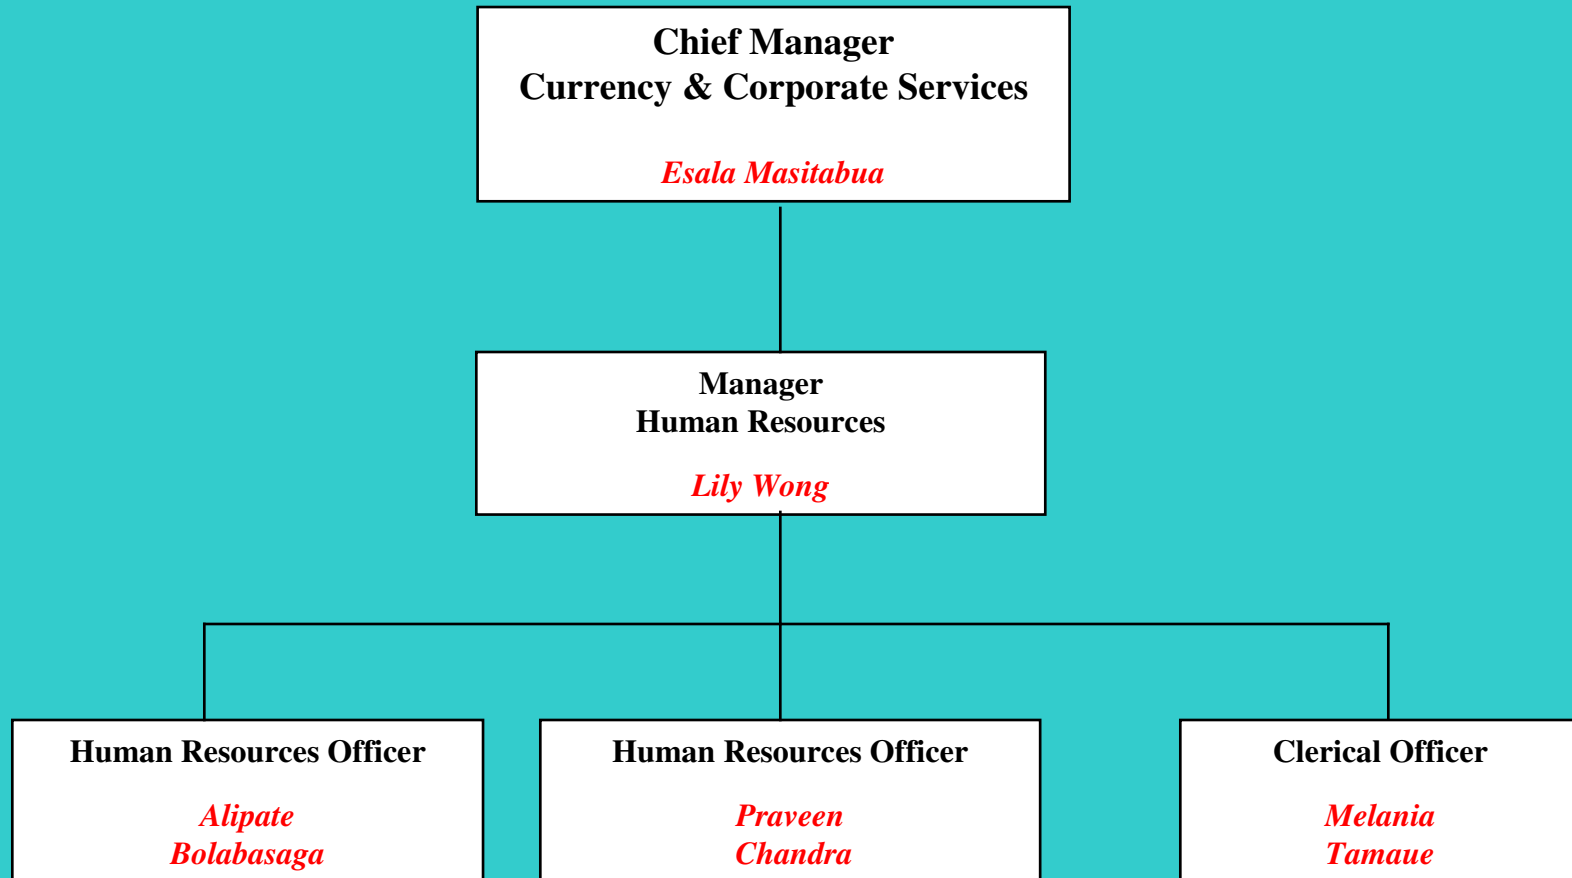 Chief Manager
Currency & Corporate Services
Esala Masitabua
Manager
Human Resources
Lily Wong
Human Resources Officer
Alipate
Bolabasaga
Human Resources Officer
Praveen
Chandra
Clerical Officer
Melania
Tamaue